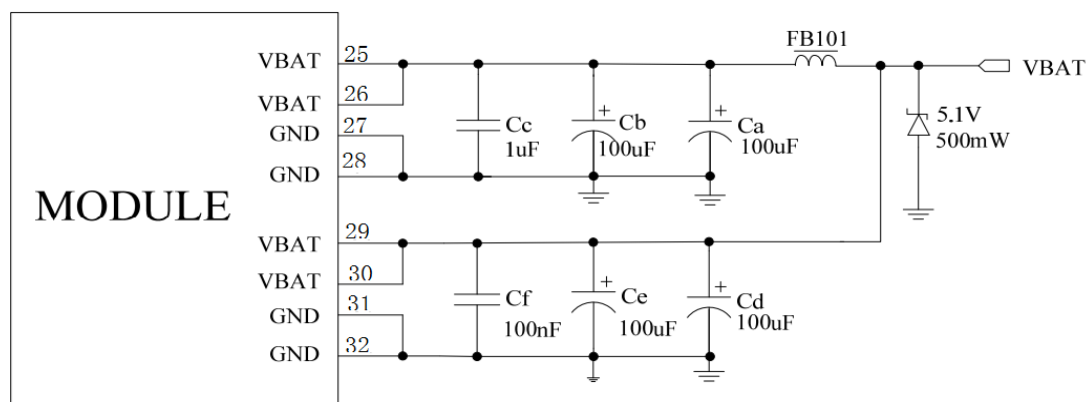 FB101
VBAT 25
VBAT
VBAT 26
GND 27
GND 28
Cc
1uF
+
Cb
100uF
+
Ca
100uF
5.1V
500mW
MODULE
VBAT 29
VBAT 30
GND 31
GND 32
Cf
100nF
+
Ce
100uF
+
Cd
100uF